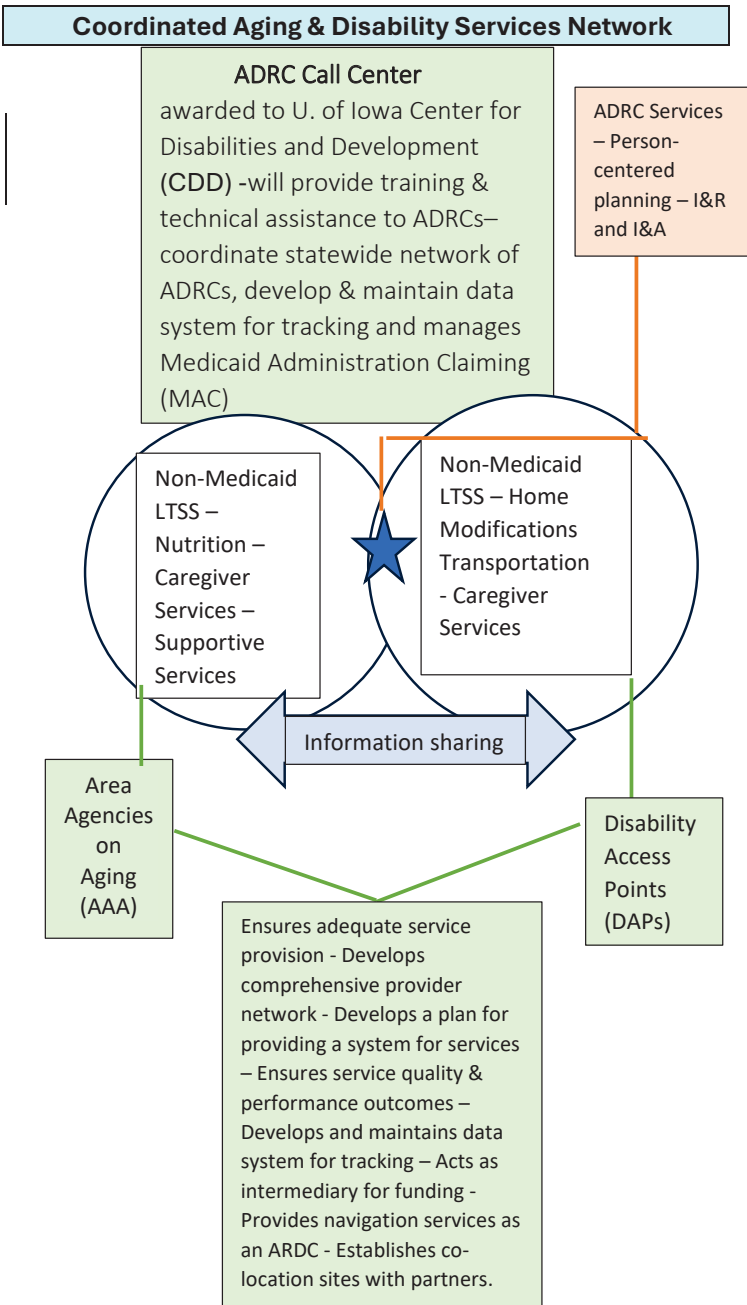 Coordinated Aging & Disability Services Network
ADRC Call Center
awarded to U. of Iowa Center for
Disabilities and Development
(CDD) -will provide training &
technical assistance to ADRCs–
coordinate statewide network of
ADRCs, develop & maintain data
system for tracking and manages
Medicaid Administration Claiming
(MAC)
ADRC Services
– Person-
centered
planning – I&R
and I&A
Non-Medicaid
LTSS –
Nutrition –
Caregiver
Services –
Supportive
Services
Non-Medicaid
LTSS – Home
Modifications
Transportation
- Caregiver
Services
Information sharing
Area
Agencies
on
Aging
(AAA)
Disability
Access
Points
(DAPs)
Ensures adequate service
provision - Develops
comprehensive provider
network - Develops a plan for
providing a system for services
– Ensures service quality &
performance outcomes –
Develops and maintains data
system for tracking – Acts as
intermediary for funding -
Provides navigation services as
an ARDC - Establishes co-
location sites with partners.